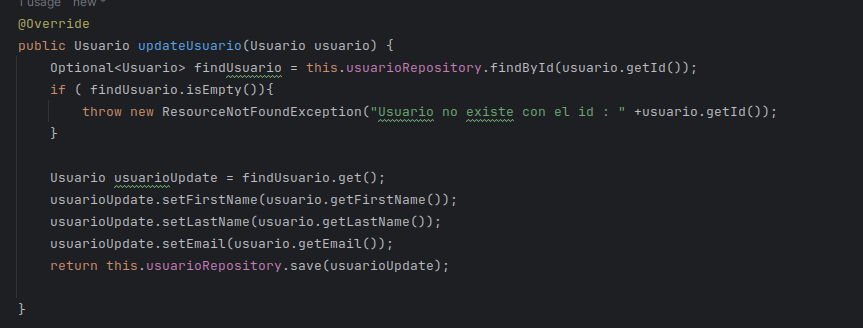 1 usage   new *
@Override
public Usuario updateUsuario(Usuario usuario) {
    Optional<Usuario> findUsuario = this.usuarioRepository.findById(usuario.getId());
    if ( findUsuario.isEmpty()){
        throw new ResourceNotFoundException("Usuario no existe con el id : " +usuario.getId());
    }
    Usuario usuarioUpdate = findUsuario.get();
    usuarioUpdate.setFirstName(usuario.getFirstName());
    usuarioUpdate.setLastName(usuario.getLastName());
    usuarioUpdate.setEmail(usuario.getEmail());
    return this.usuarioRepository.save(usuarioUpdate);
}